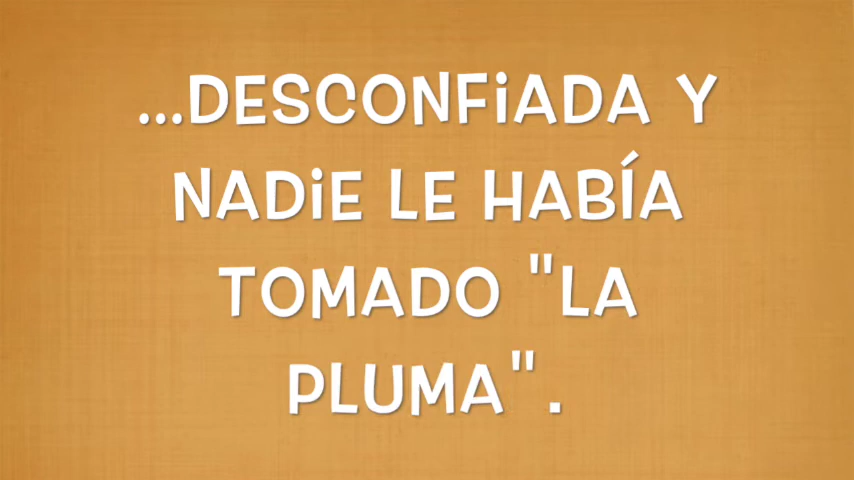 ...DESCONFiADA Y
NADiE LE HABÍA
TOMADO "LA
PLUMA".